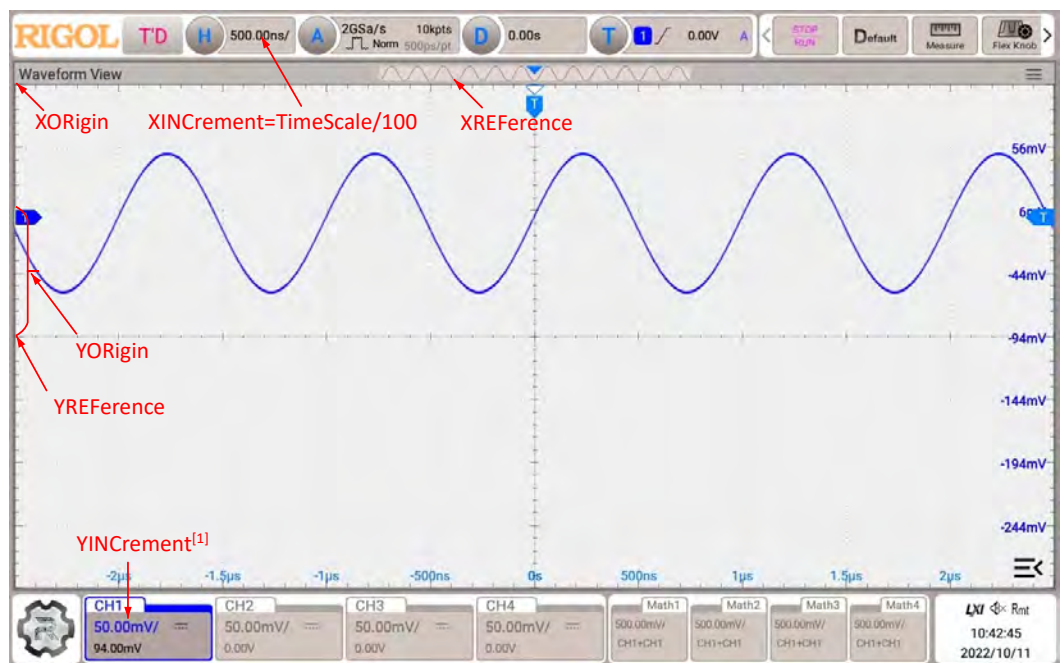 RIGOL T'D H 500.00ns/ A 2GSa/s 10kpts D 0.00s T 1 0.00V A < STOP Default Measure Flex Knob >
Norm 500ps/pt RUN
Waveform View
T
XORigin XINCrement=TimeScale/100 XREFerence
56mV
1 T
-44mV
YORigin
-94mV
YREFerence
-144mV
-194mV
-244mV
YINCrement[1]
-2µs -1.5µs -1µs -500ns 0s 500ns 1µs 1.5µs 2µs
CH1 CH2 CH3 CH4 Math1 Math2 Math3 Math4
50.00mV/ 50.00mV/ 50.00mV/ 50.00mV/ 500.00mV/ 500.00mV/ 500.00mV/ 500.00mV/
94.00mV 0.00V 0.00V 0.00V CH1+CH1 CH1+CH1 CH1+CH1 CH1+CH1
LXI Rmt
10:42:45
2022/10/11